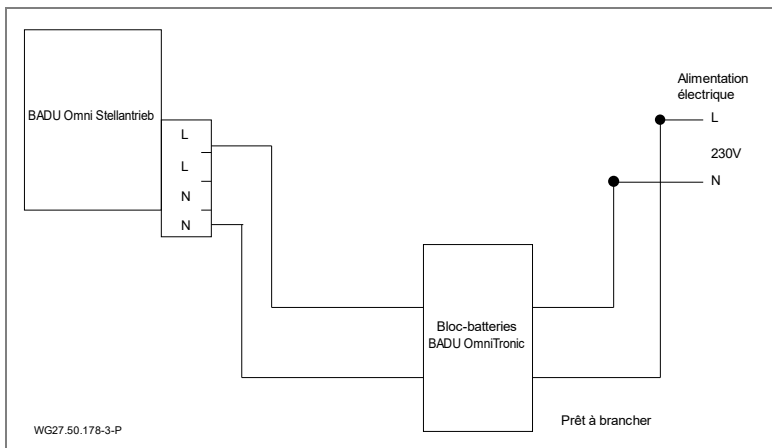 BADU Omni Stellantrieb
L
L
N
N
Alimentation
électrique
L
230V
N
Bloc-batteries
BADU OmniTronic
Prêt à brancher
WG27.50.178-3-P